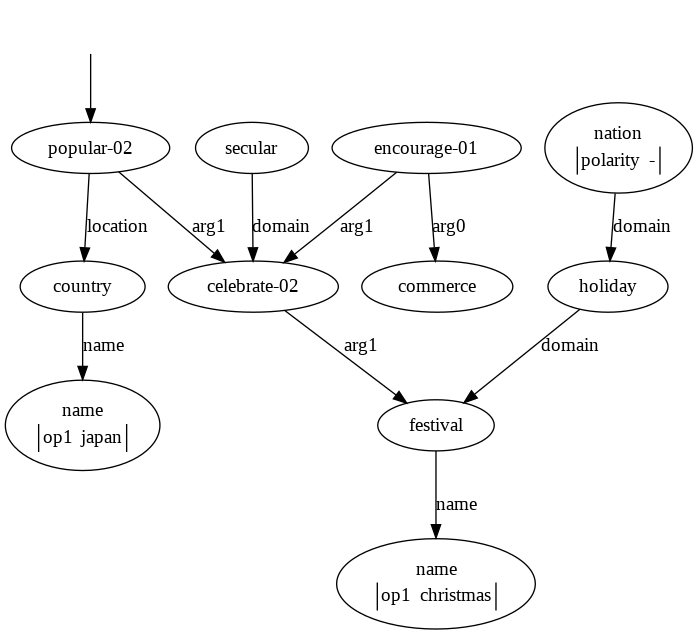 popular-02
secular
encourage-01
nation
polarity -
location
arg1
domain
arg1
arg0
domain
country
celebrate-02
commerce
holiday
name
arg1
domain
name
op1 japan
festival
name
name
op1 christmas